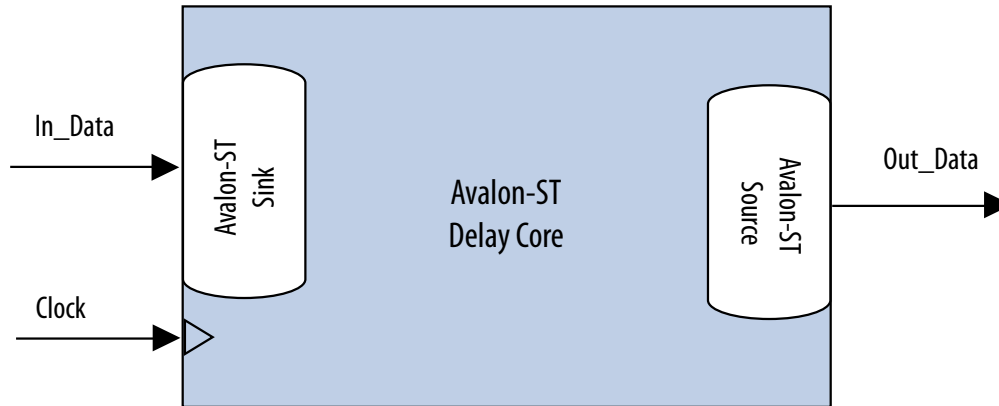 In_Data
Clock
Avalon-ST
Sink
Avalon-ST
Delay Core
Avalon-ST
Source
Out_Data